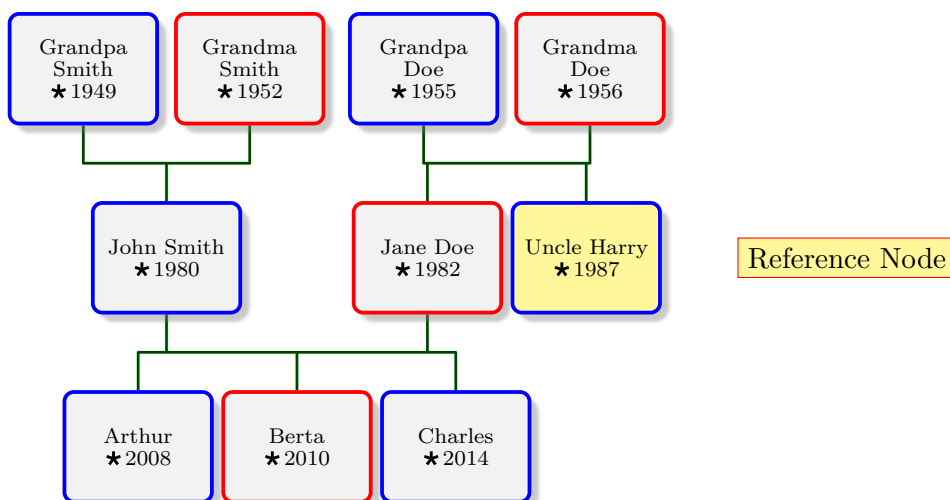 Grandpa
Smith
★1949
Grandma
Smith
★1952
Grandpa
Doe
★1955
Grandma
Doe
★1956
John Smith
★1980
Jane Doe
★1982
Uncle Harry
★1987
Reference Node
Arthur
★2008
Berta
★2010
Charles
★2014